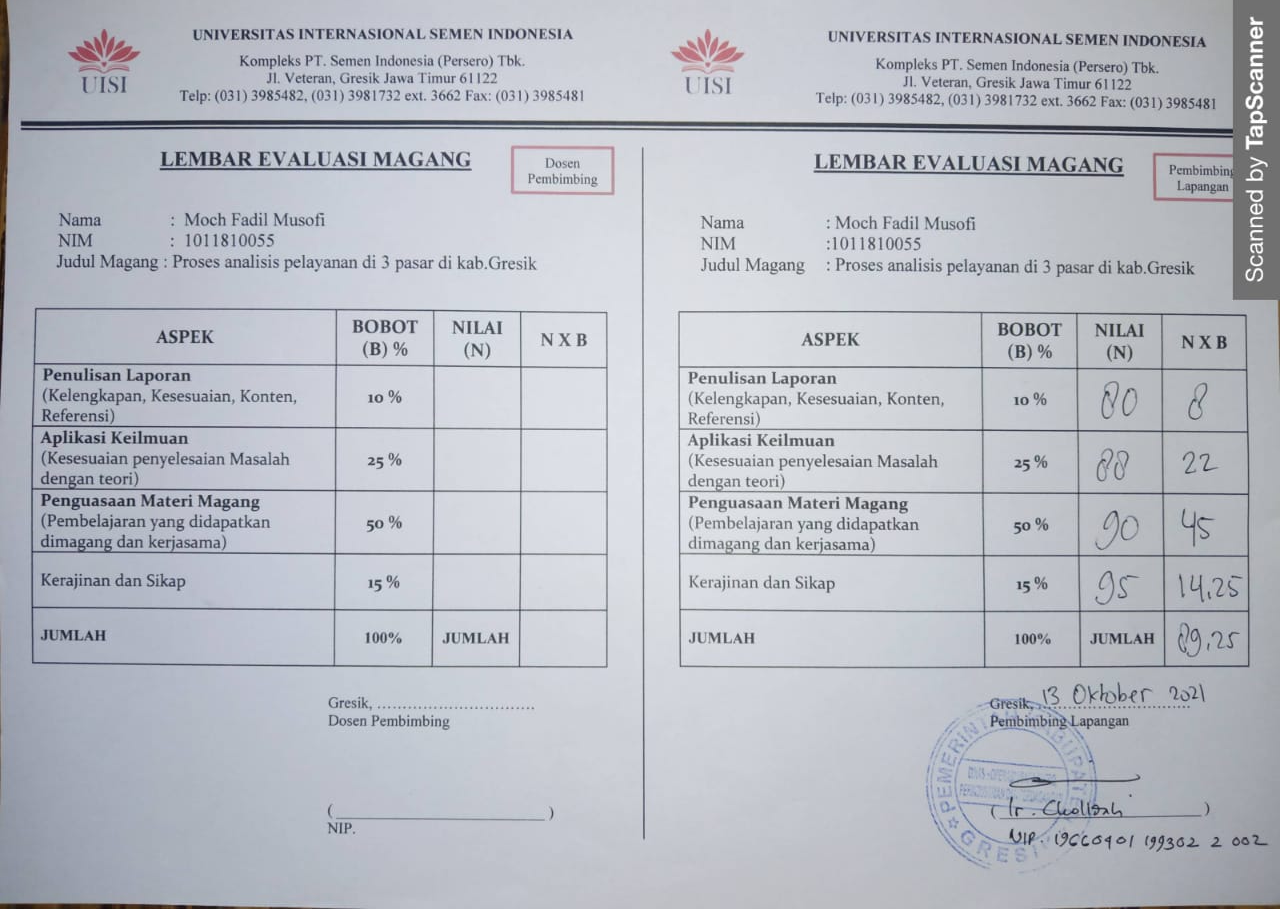 UISI
UNIVERSITAS INTERNASIONAL SEMEN INDONESIA
Kompleks PT. Semen Indonesia (Persero) Tbk.
Jl. Veteran, Gresik Jawa Timur 61122
Telp: (031) 3985482, (031) 3981732 ext. 3662 Fax: (031) 3985481
LEMBAR EVALUASI MAGANG
Dosen
Pembimbing
Nama : Moch Fadil Musofi
NIM : 1011810055
Judul Magang : Proses analisis pelayanan di 3 pasar di kab.Gresik
ASPEK BOBOT (B) % NILAI (N) N X B
Penulisan Laporan
(Kelengkapan, Kesesuaian, Konten, 10 %
Referensi)
Aplikasi Keilmuan
(Kesesuaian penyelesaian Masalah 25 %
dengan teori)
Penguasaan Materi Magang
(Pembelajaran yang didapatkan 50 %
dimagang dan kerjasama)
Kerajinan dan Sikap 15 %
JUMLAH 100% JUMLAH
Gresik, ................................
Dosen Pembimbing
(____________________________)
NIP.
UISI
UNIVERSITAS INTERNASIONAL SEMEN INDONESIA
Kompleks PT. Semen Indonesia (Persero) Tbk.
Jl. Veteran, Gresik Jawa Timur 61122
Telp: (031) 3985482, (031) 3981732 ext. 3662 Fax: (031) 3985481
LEMBAR EVALUASI MAGANG
Pembimbing
Lapangan
Nama : Moch Fadil Musofi
NIM :1011810055
Judul Magang : Proses analisis pelayanan di 3 pasar di kab.Gresik
ASPEK BOBOT (B) % NILAI (N) N X B
Penulisan Laporan
(Kelengkapan, Kesesuaian, Konten, 10 % 80 8
Referensi)
Aplikasi Keilmuan
(Kesesuaian penyelesaian Masalah 25 % 88 22
dengan teori)
Penguasaan Materi Magang
(Pembelajaran yang didapatkan 50 % 90 45
dimagang dan kerjasama)
Kerajinan dan Sikap 15 % 95 14,25
JUMLAH 100% JUMLAH 89,25
Gresik, 13 Oktober 2021
Pembimbing Lapangan
PEMERINTAH KABUPATEN
GRESIK
(Ir. )
NIP. 19660901 199302 2 002
Scanned by TapScanner